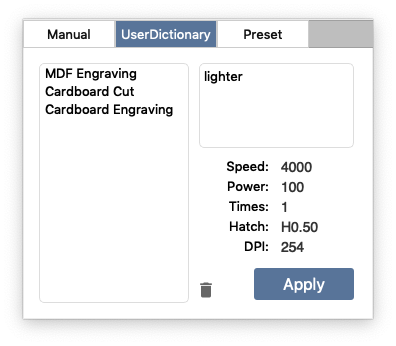 Manual UserDictionary Preset
MDF Engraving
Cardboard Cut
Cardboard Engraving
lighter
Speed: 4000
Power: 100
Times: 1
Hatch: H0.50
DPI: 254
Apply